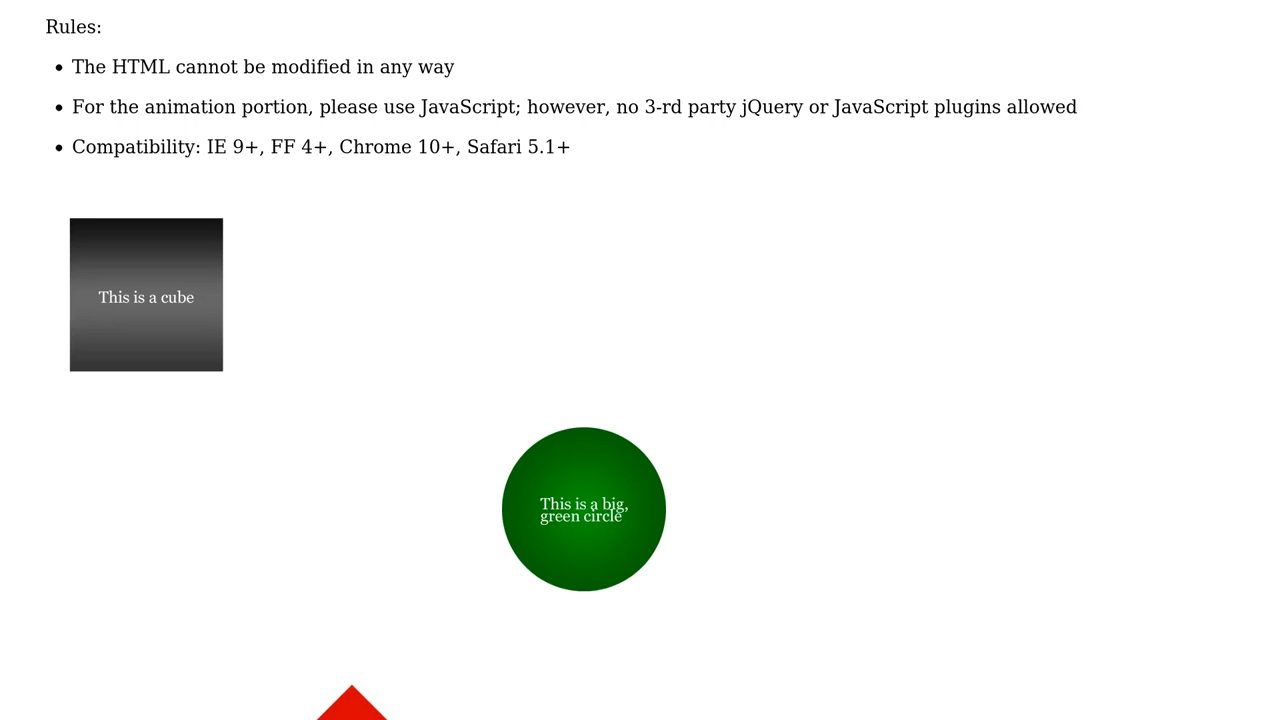 Rules:
The HTML cannot be modified in any way
For the animation portion, please use JavaScript; however, no 3-rd party jQuery or JavaScript plugins allowed
Compatibility: IE 9+, FF 4+, Chrome 10+, Safari 5.1+
This is a cube
This is a big,
green circle